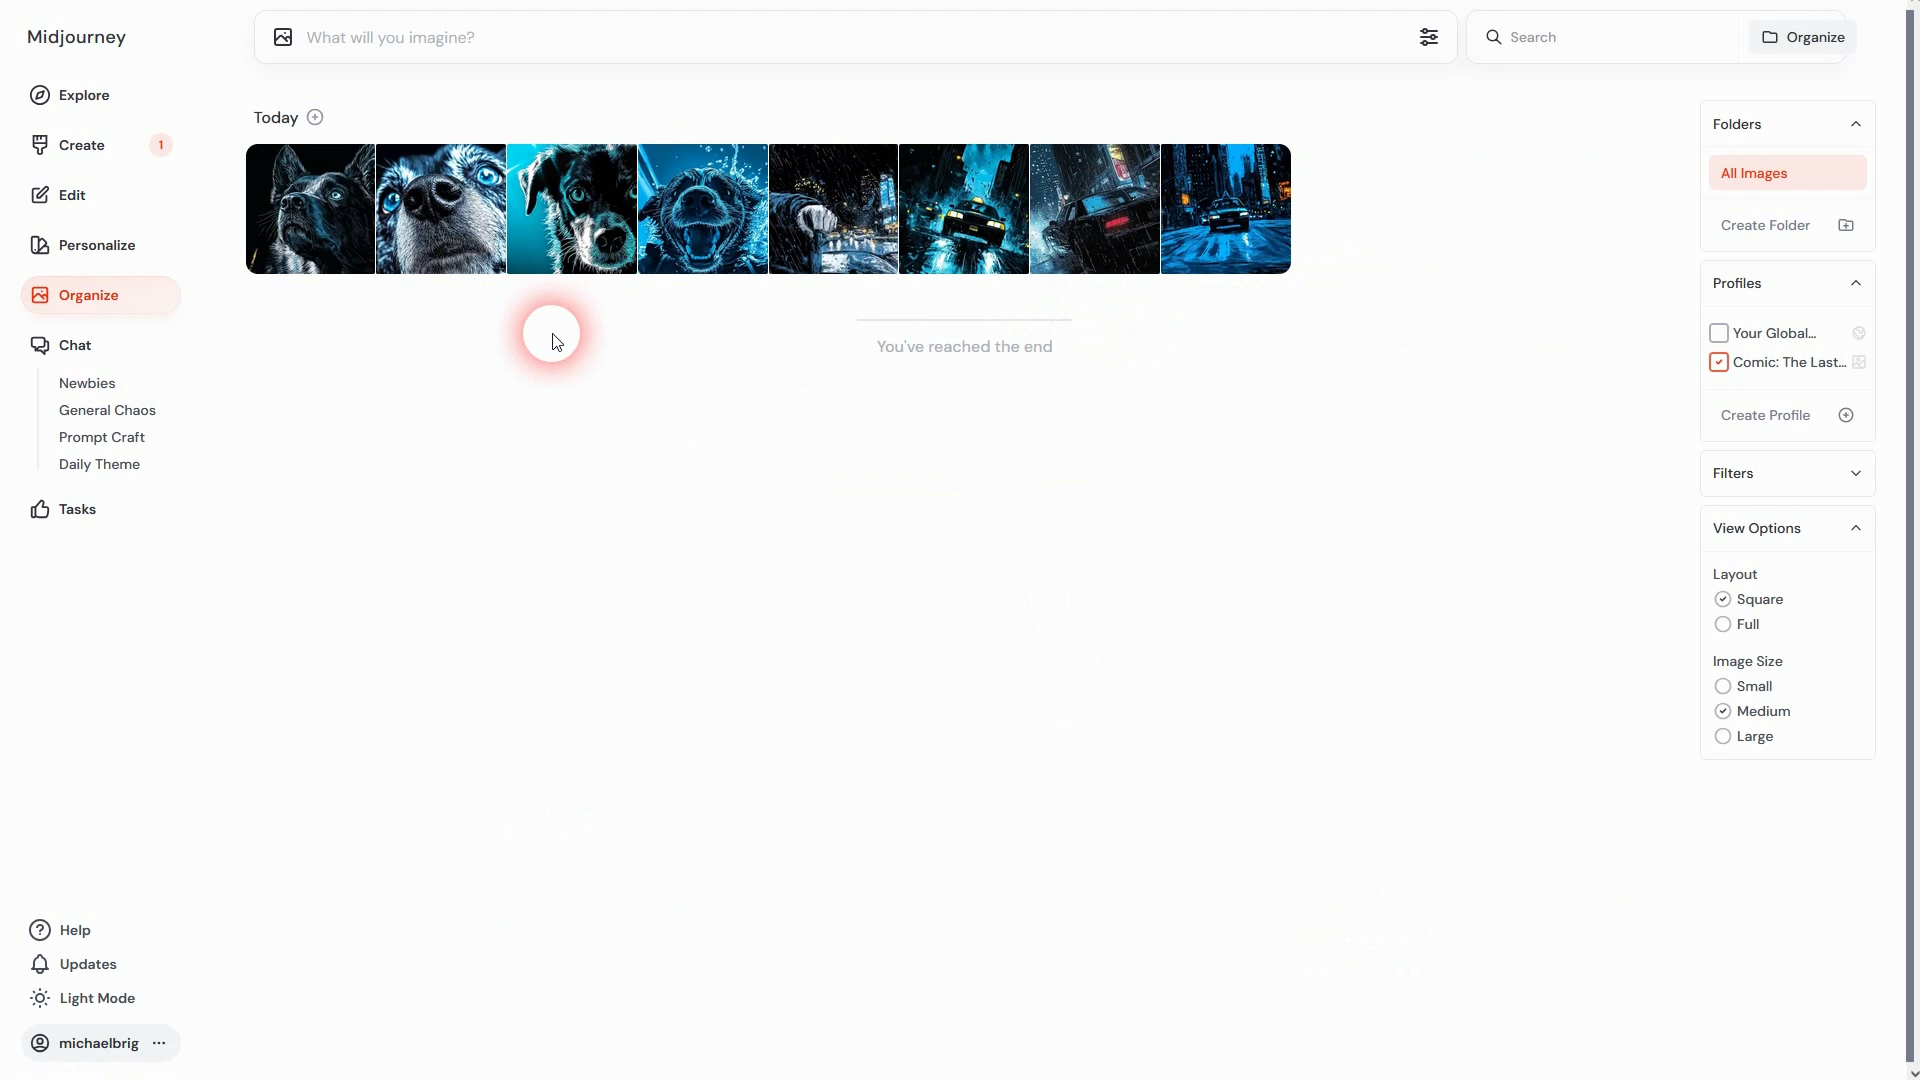 Midjourney
What will you imagine?
Search
Organize
Explore
Create 1
Edit
Personalize
Organize
Chat
Newbies
General Chaos
Prompt Craft
Daily Theme
Tasks
Help
Updates
Light Mode
michaelbrig ...
Today
You've reached the end
Folders
All Images
Create Folder
Profiles
Your Global...
Comic: The Last...
Create Profile
Filters
View Options
Layout
Square
Full
Image Size
Small
Medium
Large